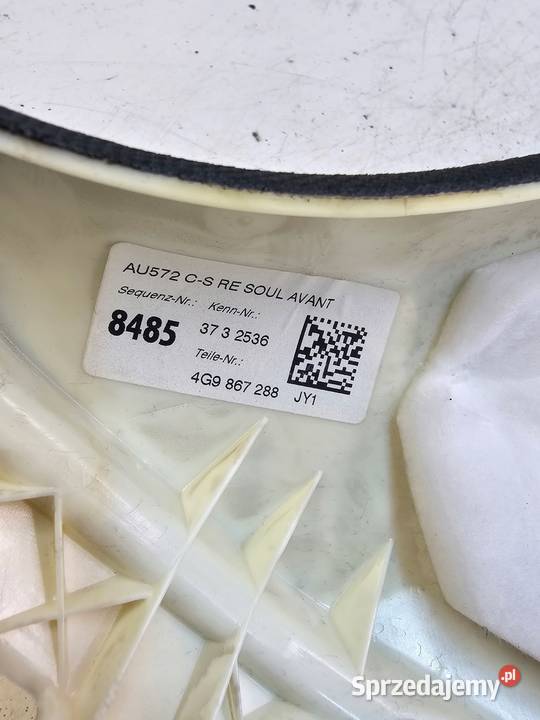 AU572 C-S RE SOUL AVANT
Sequenz-Nr.: Kenn-Nr.:
8485 37 3 2536
Teile-Nr.:
4G9 867 288 JY1
Sprzedajemy.pl